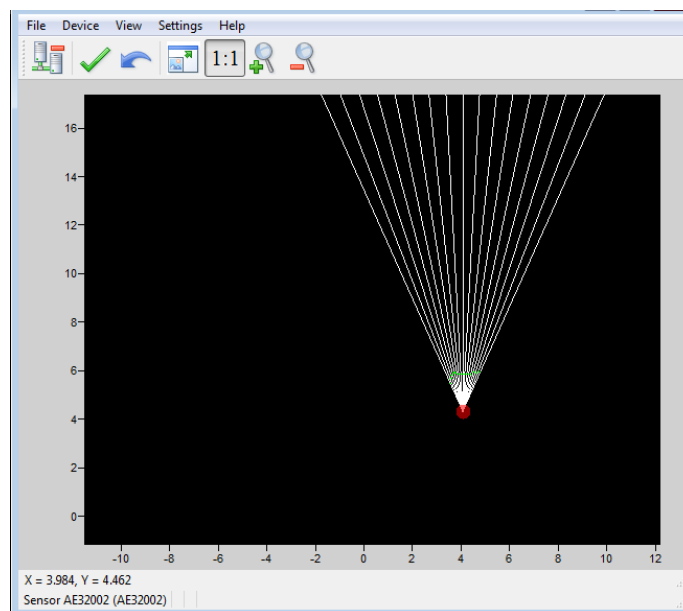 File Device View Settings Help
1:1
16
14
12
10
8
6
4
2
0
-10 -8 -6 -4 -2 0 2 4 6 8 10 12
X = 3.984, Y = 4.462
Sensor AE32002 (AE32002)